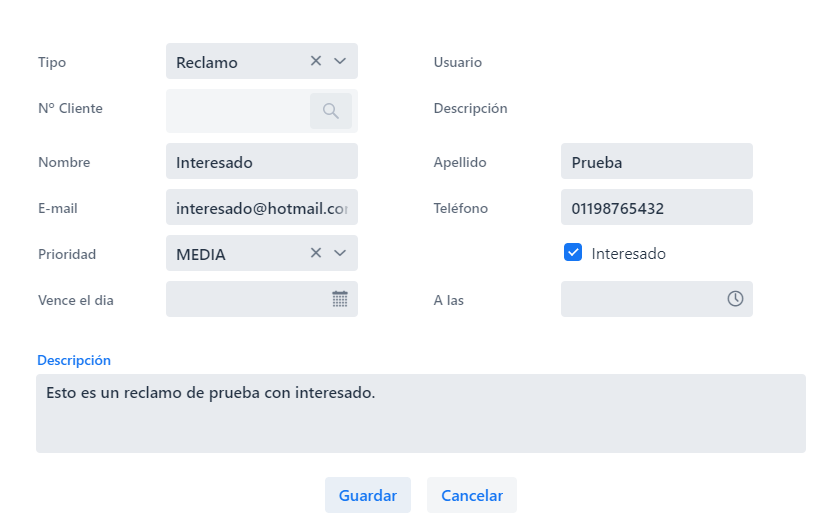 Tipo Reclamo Usuario
Nº Cliente Descripción
Nombre Interesado Apellido Prueba
E-mail interesado@hotmail.co Teléfono 01198765432
Prioridad MEDIA Interesado
Vence el dia A las
Descripción
Esto es un reclamo de prueba con interesado.
Guardar Cancelar